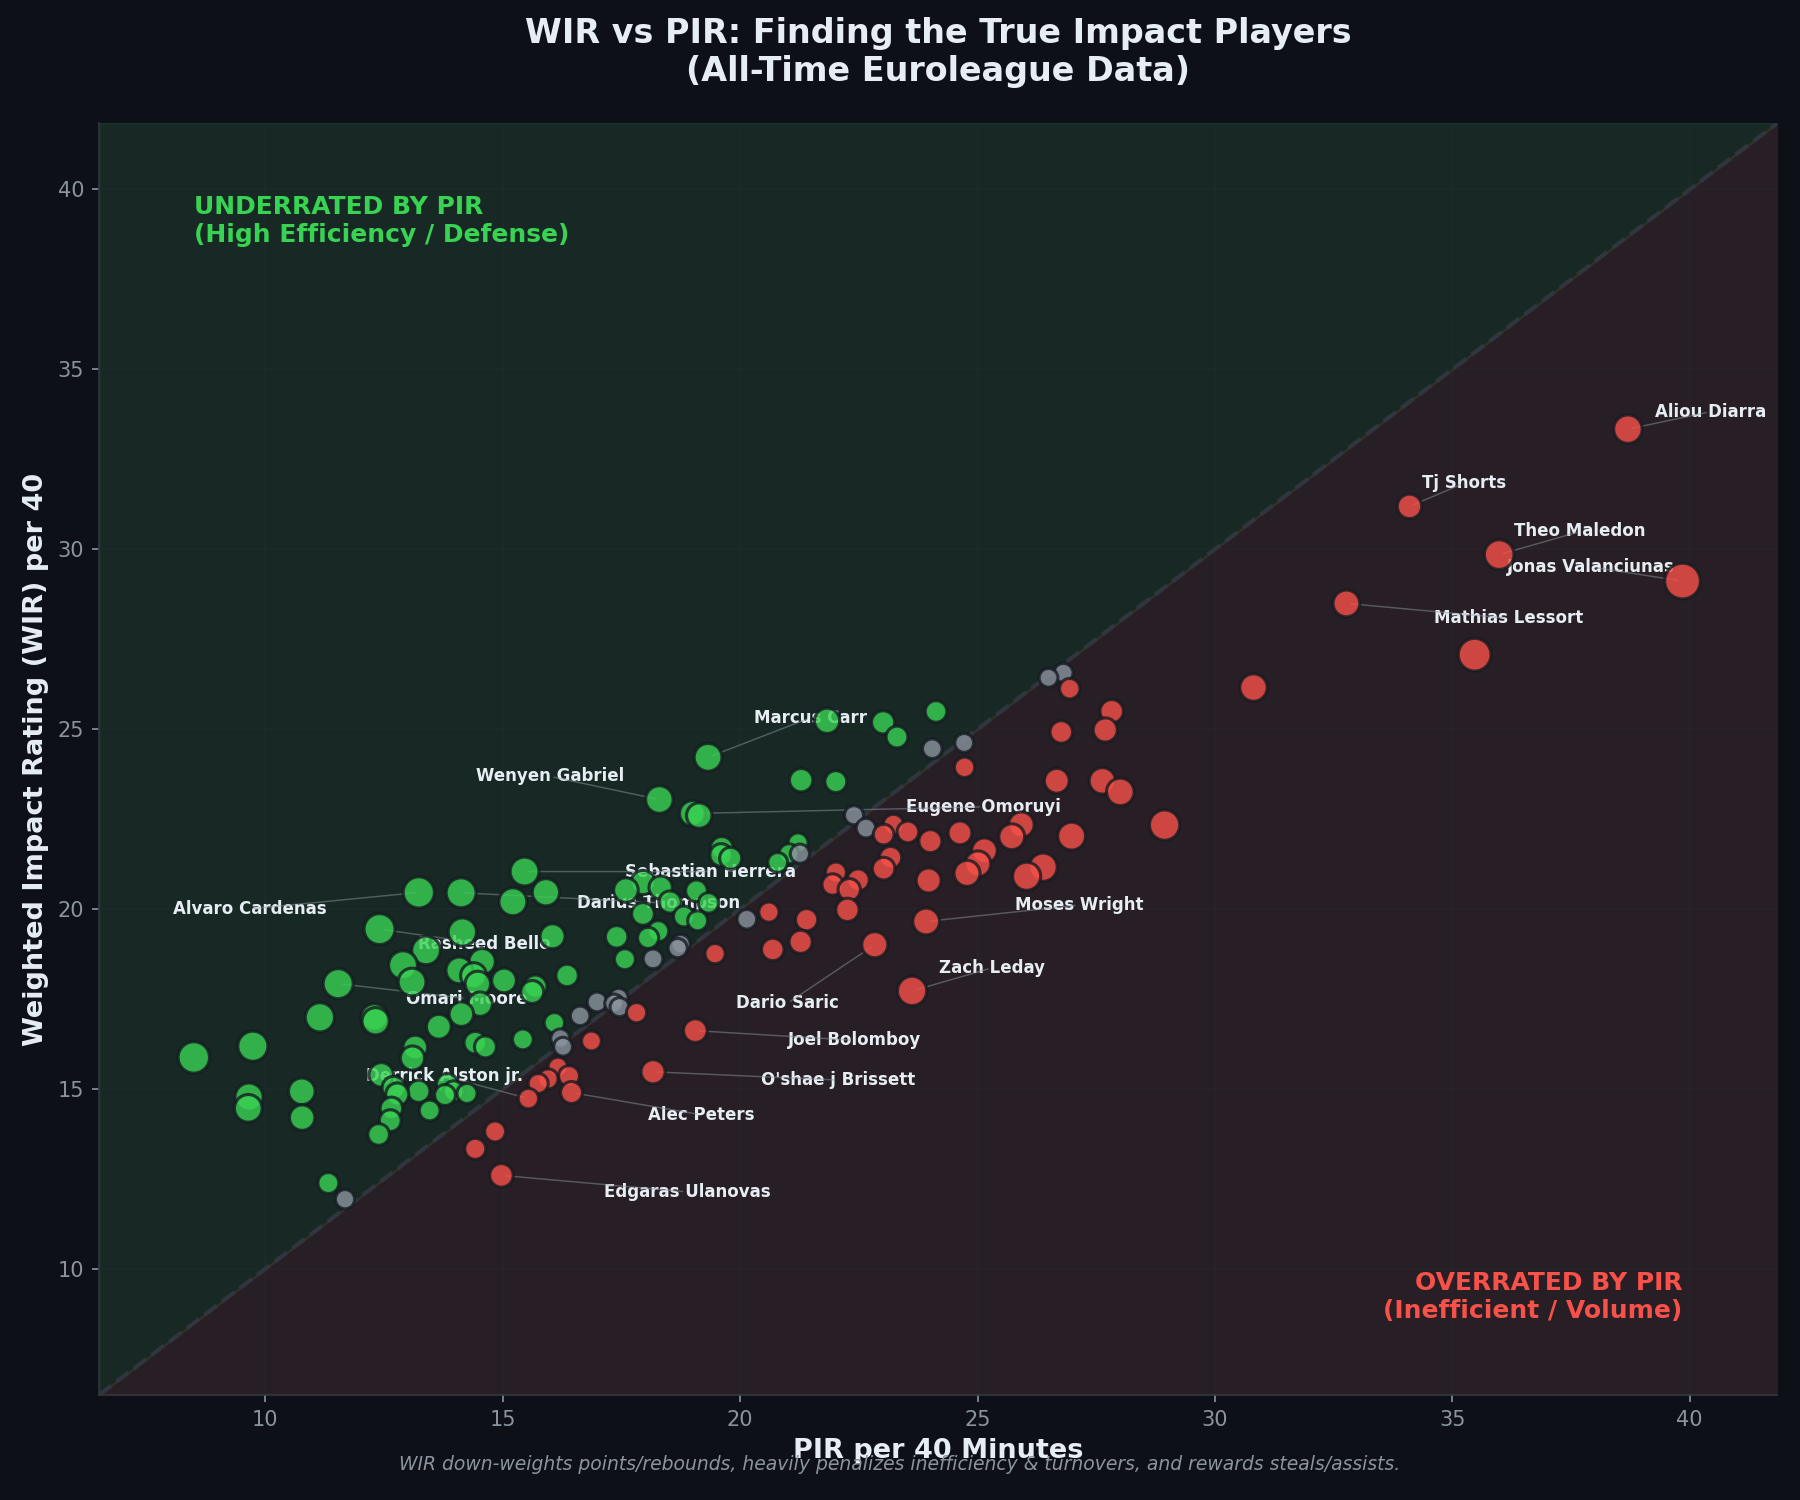 WIR vs PIR: Finding the True Impact Players
(All-Time Euroleague Data)
UNDERRATED BY PIR
(High Efficiency / Defense)
40
35
30
25
20
15
10
Weighted Impact Rating (WIR) per 40
Aliou Diarra
Tj Shorts
Theo Maledon
Jonas Valanciunas
Mathias Lessort
Marcus Carr
Wenyen Gabriel
Eugene Omoruyi
Sebastian Herrera
Alvaro Cardenas
Darius Thompson
Moses Wright
Rasheed Bello
Zach Leday
Omari Moore
Dario Saric
Joel Bolomboy
Derrick Alston jr.
O'shae j Brissett
Alec Peters
Edgaras Ulanovas
OVERRATED BY PIR
(Inefficient / Volume)
10
15
20
25
30
35
40
PIR per 40 Minutes
WIR down-weights points/rebounds, heavily penalizes inefficiency & turnovers, and rewards steals/assists.